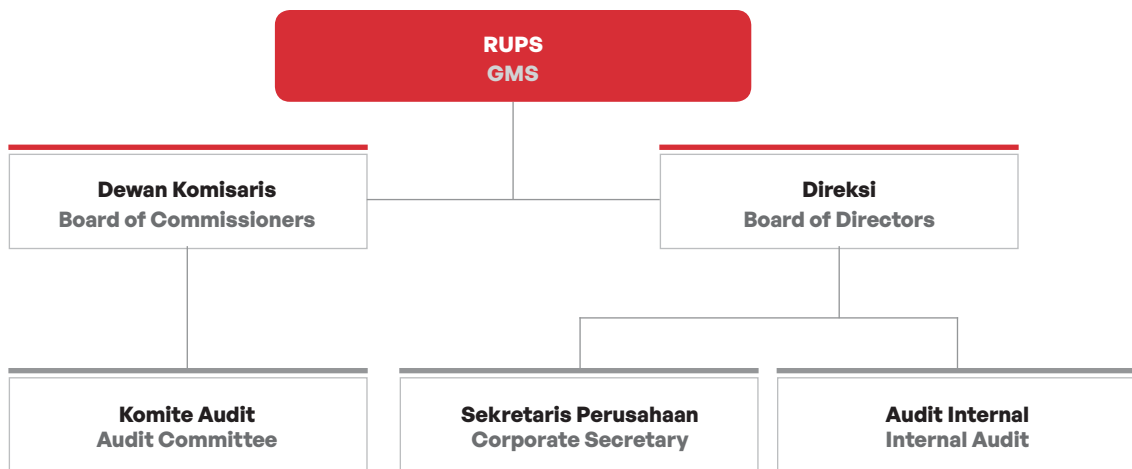 RUPS
GMS
Dewan Komisaris
Board of Commissioners
Direksi
Board of Directors
Komite Audit
Audit Committee
Sekretaris Perusahaan
Corporate Secretary
Audit Internal
Internal Audit